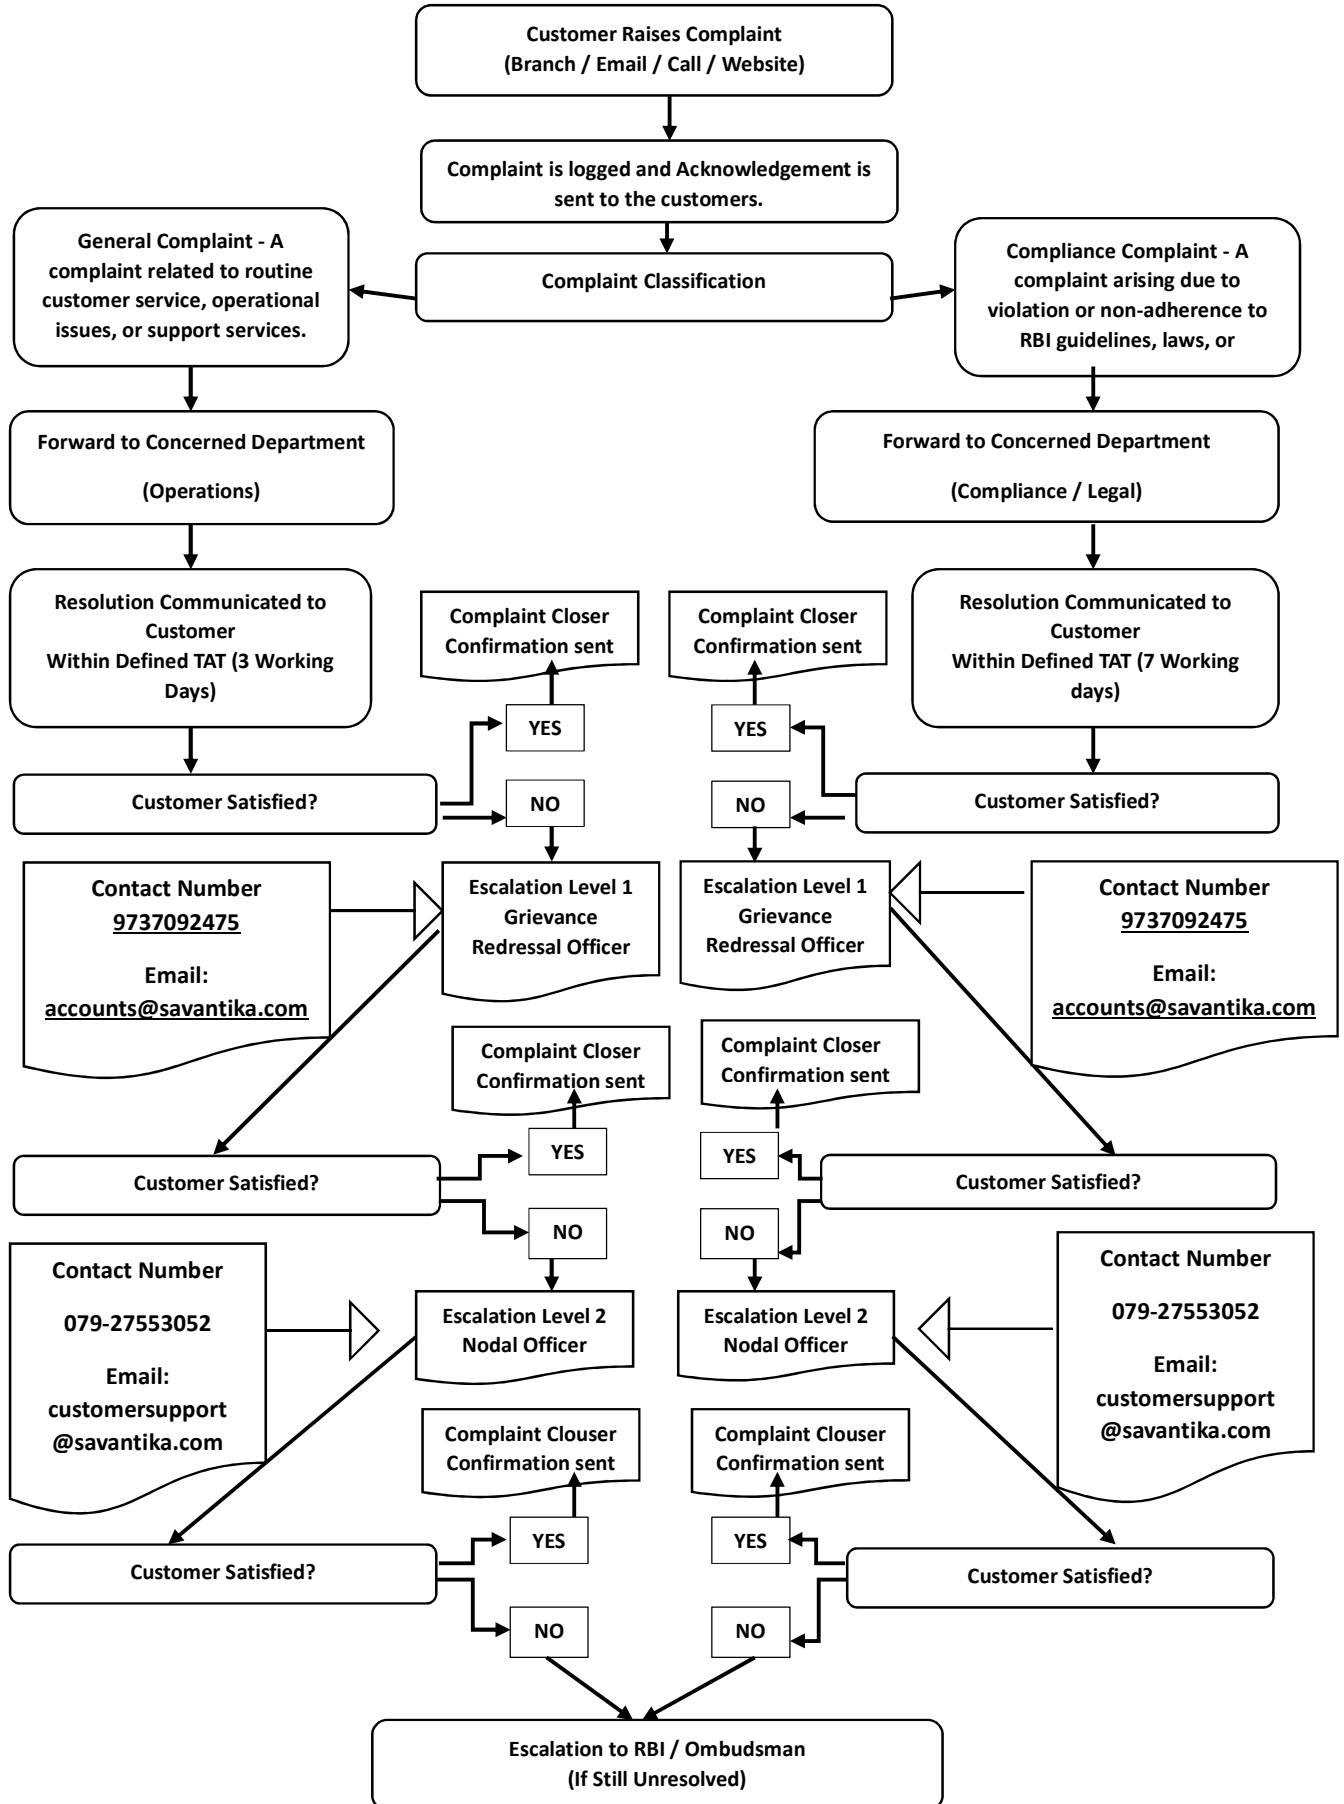 Customer Raises Complaint
(Branch / Email / Call / Website)
Complaint is logged and Acknowledgement is
sent to the customers.
Complaint Classification
General Complaint - A
complaint related to routine
customer service, operational
issues, or support services.
Compliance Complaint - A
complaint arising due to
violation or non-adherence to
RBI guidelines, laws, or
Forward to Concerned Department
(Operations)
Forward to Concerned Department
(Compliance / Legal)
Resolution Communicated to
Customer
Within Defined TAT (3 Working
Days)
Complaint Closer
Confirmation sent
Complaint Closer
Confirmation sent
Resolution Communicated to
Customer
Within Defined TAT (7 Working
days)
YES
YES
Customer Satisfied?
NO
NO
Customer Satisfied?
Contact Number
9737092475
Email:
accounts@savantika.com
Escalation Level 1
Grievance
Redressal Officer
Escalation Level 1
Grievance
Redressal Officer
Contact Number
9737092475
Email:
accounts@savantika.com
Complaint Closer
Confirmation sent
Complaint Closer
Confirmation sent
YES
YES
Customer Satisfied?
Customer Satisfied?
NO
NO
Contact Number
079-27553052
Email:
customersupport
@savantika.com
Escalation Level 2
Nodal Officer
Escalation Level 2
Nodal Officer
Contact Number
079-27553052
Email:
customersupport
@savantika.com
Complaint Clouser
Confirmation sent
Complaint Clouser
Confirmation sent
YES
YES
Customer Satisfied?
Customer Satisfied?
NO
NO
Escalation to RBI / Ombudsman
(If Still Unresolved)